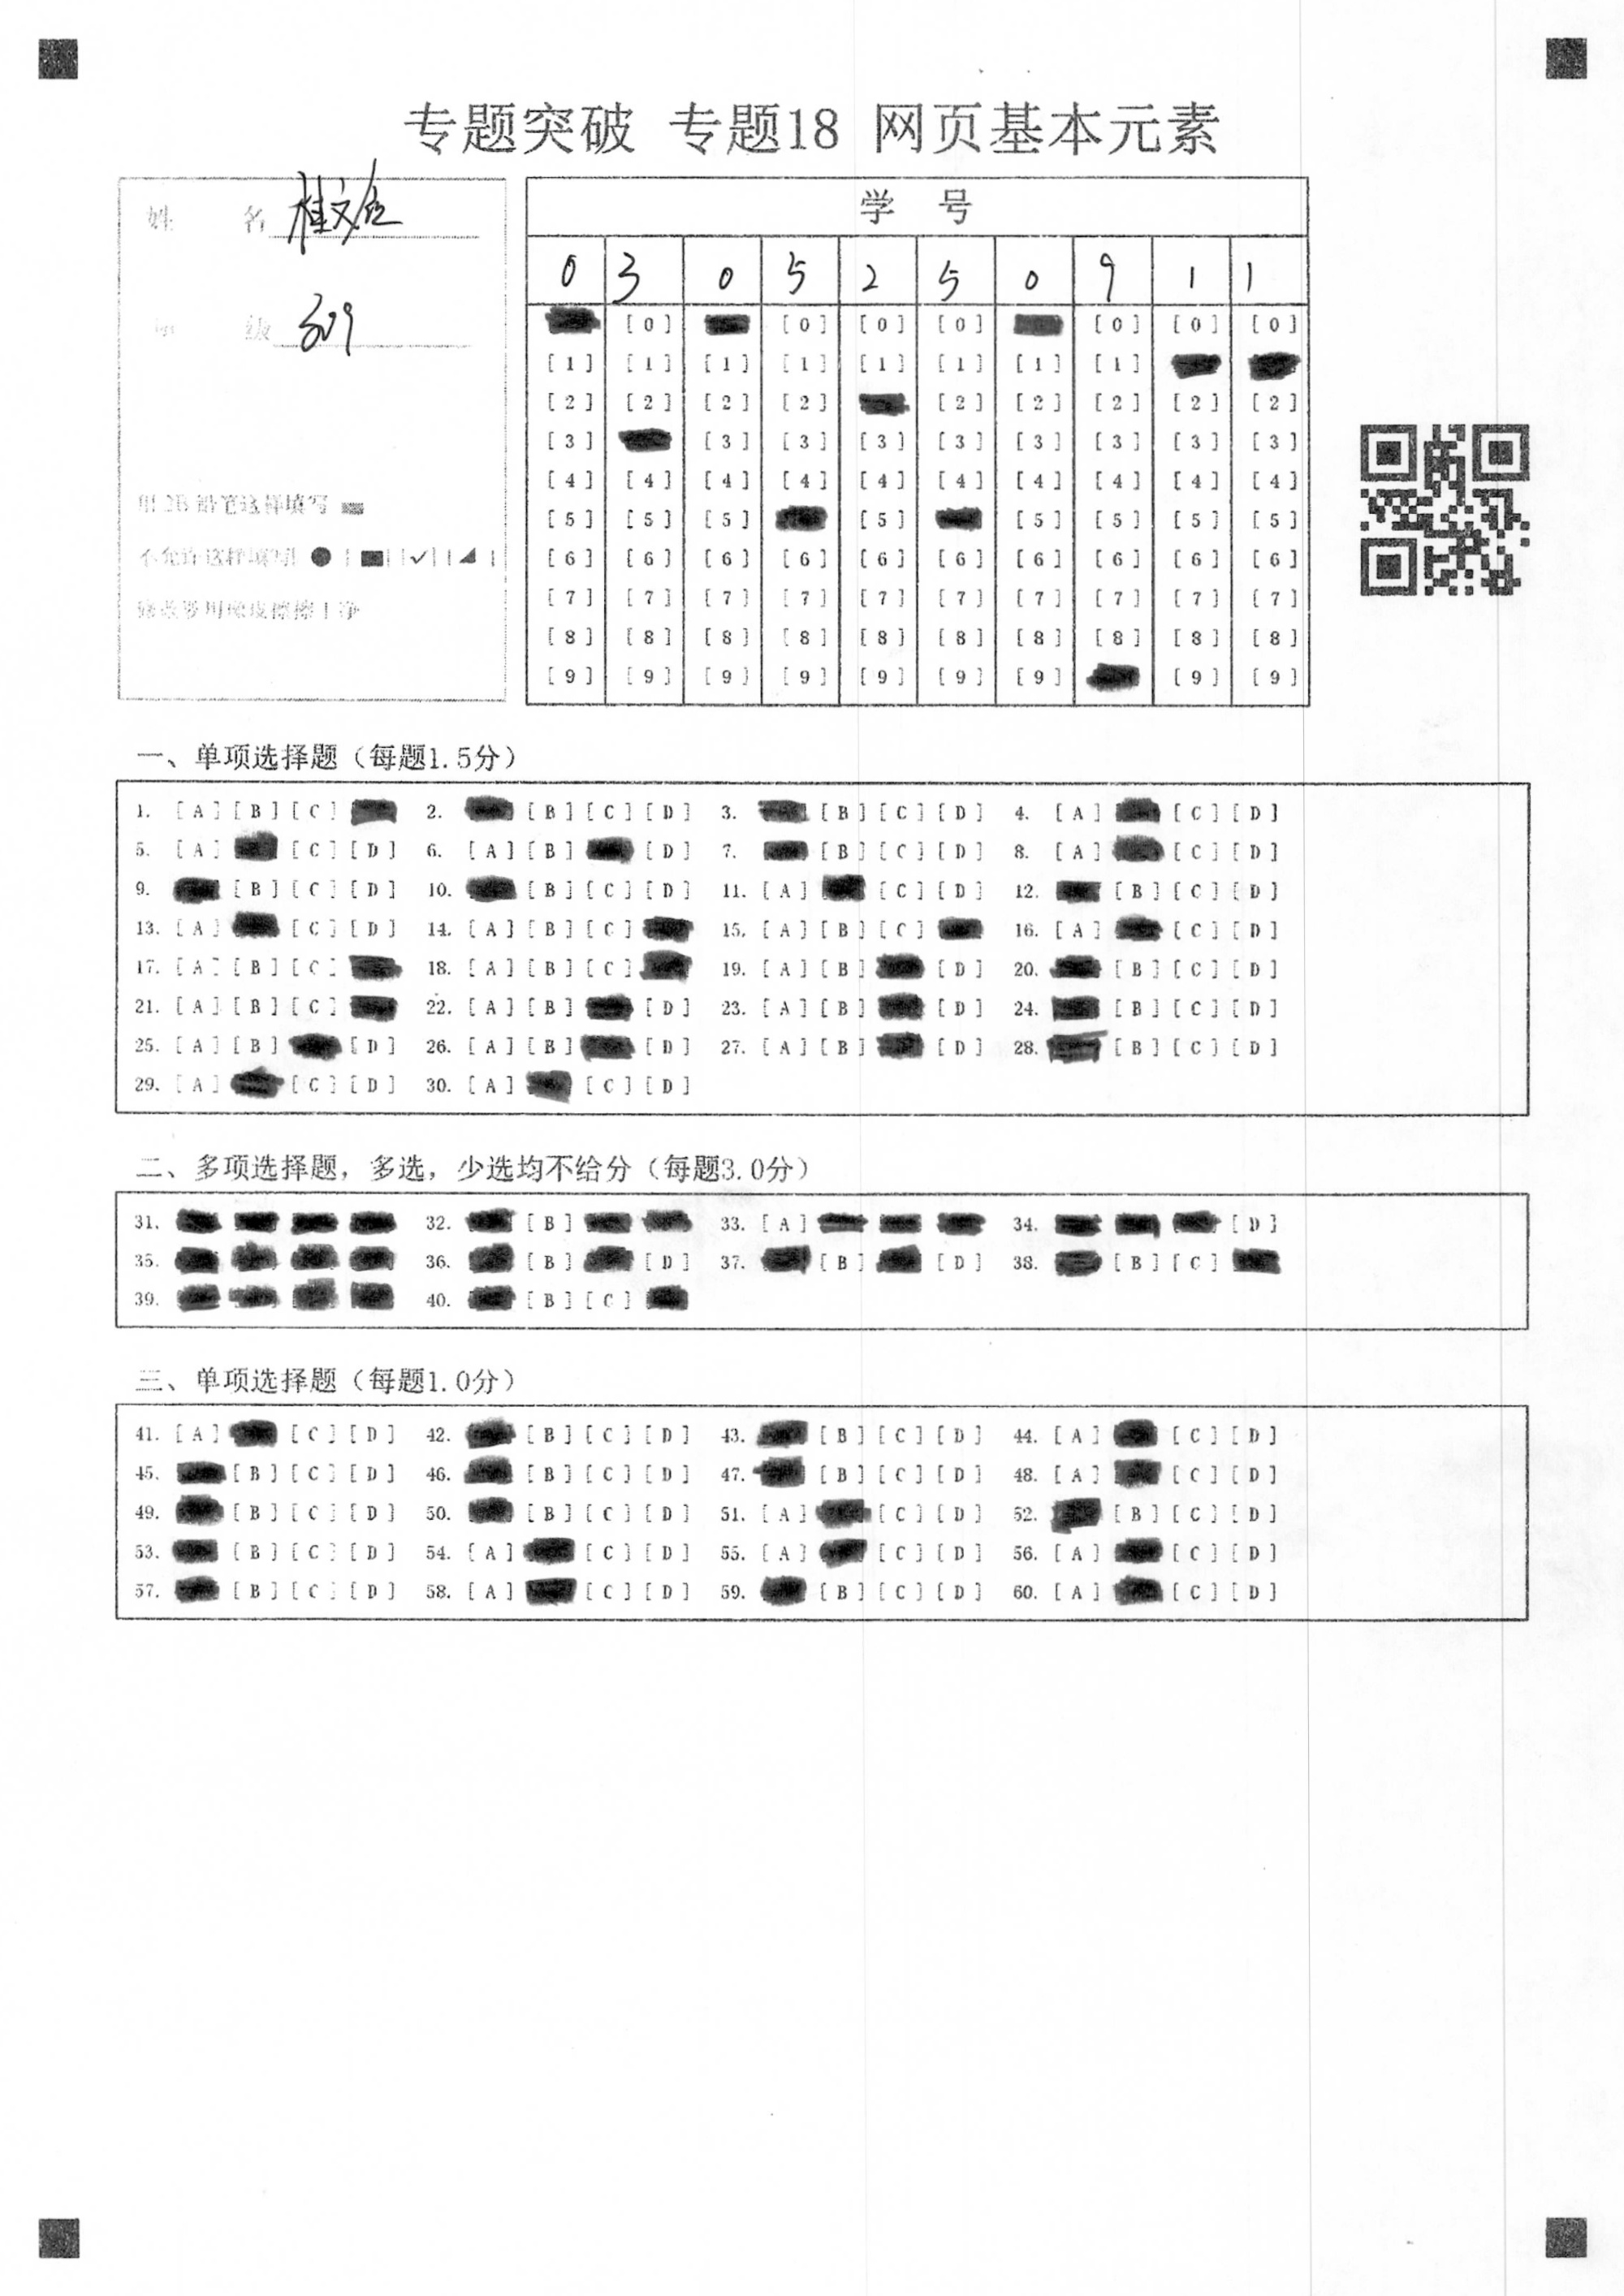 专题突破 专题18 网页基本元素
姓 名 桂文
级 309
用2B铅笔这样填写
不允许这样填写
修改要用橡皮擦擦干净
学 号
0 3 0 5 2 5 0 9 1 1
[0] [0] [0] [0] [0] [0] [0]
[1] [1] [1] [1] [1] [1] [1] [1]
[2] [2] [2] [2] [2] [2] [2] [2] [2]
[3] [3] [3] [3] [3] [3] [3] [3] [3]
[4] [4] [4] [4] [4] [4] [4] [4] [4] [4]
[5] [5] [5] [5] [5] [5] [5] [5]
[6] [6] [6] [6] [6] [6] [6] [6] [6] [6]
[7] [7] [7] [7] [7] [7] [7] [7] [7] [7]
[8] [8] [8] [8] [8] [8] [8] [8] [8] [8]
[9] [9] [9] [9] [9] [9] [9] [9] [9]
一、单项选择题（每题1.5分）
1. [A] [B] [C] 2. [B] [C] [D] 3. [B] [C] [D] 4. [A] [C] [D]
5. [A] [C] [D] 6. [A] [B] [D] 7. [B] [C] [D] 8. [A] [C] [D]
9. [B] [C] [D] 10. [B] [C] [D] 11. [A] [C] [D] 12. [B] [C] [D]
13. [A] [C] [D] 14. [A] [B] [C] 15. [A] [B] [C] 16. [A] [C] [D]
17. [A] [B] [C] 18. [A] [B] [C] 19. [A] [B] [D] 20. [B] [C] [D]
21. [A] [B] [C] 22. [A] [B] [D] 23. [A] [B] [D] 24. [B] [C] [D]
25. [A] [B] [D] 26. [A] [B] [D] 27. [A] [B] [D] 28. [B] [C] [D]
29. [A] [C] [D] 30. [A] [C] [D]
二、多项选择题，多选，少选均不给分（每题3.0分）
31. 32. [B] 33. [A] 34. [D]
35. 36. [B] [D] 37. [B] [D] 38. [B] [C]
39. 40. [B] [C]
三、单项选择题（每题1.0分）
41. [A] [C] [D] 42. [B] [C] [D] 43. [B] [C] [D] 44. [A] [C] [D]
45. [B] [C] [D] 46. [B] [C] [D] 47. [B] [C] [D] 48. [A] [C] [D]
49. [B] [C] [D] 50. [B] [C] [D] 51. [A] [C] [D] 52. [B] [C] [D]
53. [B] [C] [D] 54. [A] [C] [D] 55. [A] [C] [D] 56. [A] [C] [D]
57. [B] [C] [D] 58. [A] [C] [D] 59. [B] [C] [D] 60. [A] [C] [D]